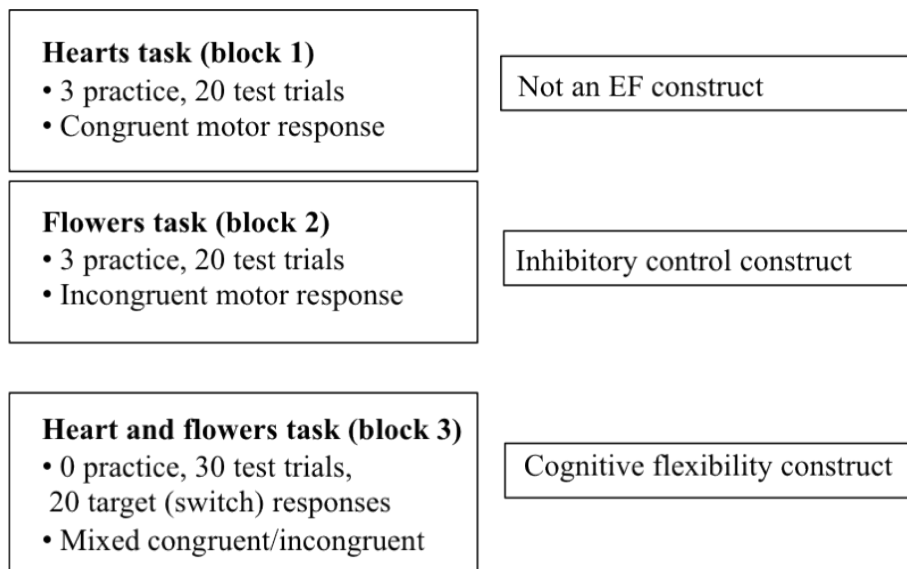 Hearts task (block 1)
• 3 practice, 20 test trials
• Congruent motor response
Not an EF construct
Flowers task (block 2)
• 3 practice, 20 test trials
• Incongruent motor response
Inhibitory control construct
Heart and flowers task (block 3)
• 0 practice, 30 test trials,
20 target (switch) responses
• Mixed congruent/incongruent
Cognitive flexibility construct